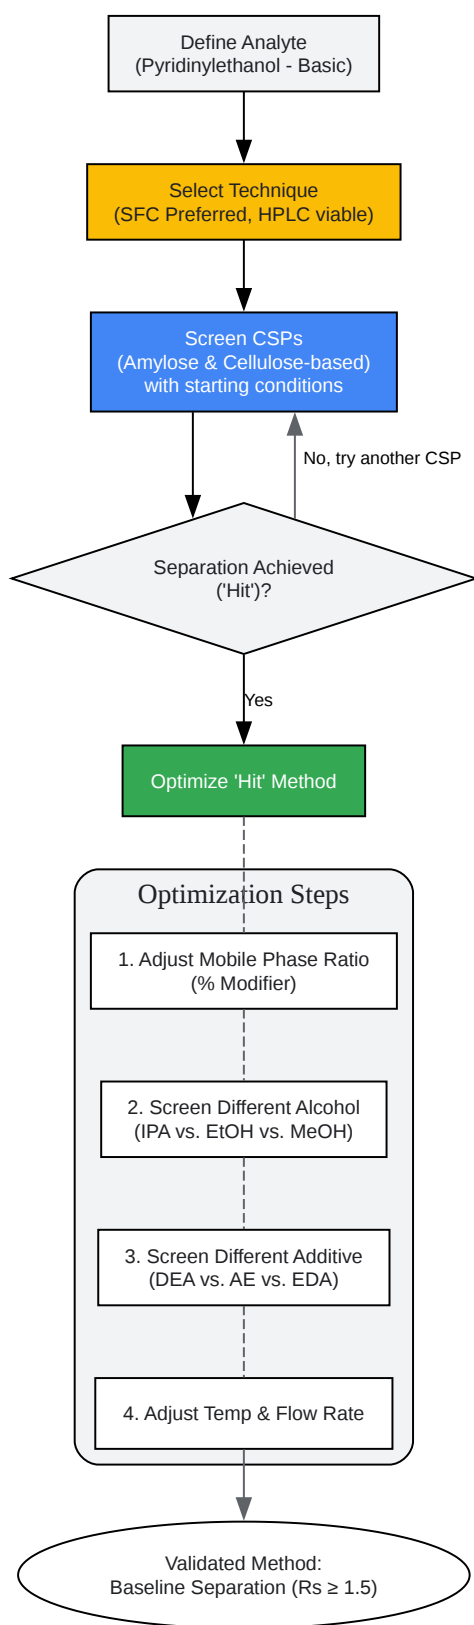 Define Analyte
(Pyridinylethanol - Basic)
Select Technique
(SFC Preferred, HPLC viable)
Screen CSPs
(Amylose & Cellulose-based)
with starting conditions
No, try another CSP
Separation Achieved
('Hit')?
Yes
Optimize 'Hit' Method
Optimization Steps
1. Adjust Mobile Phase Ratio
(% Modifier)
2. Screen Different Alcohol
(IPA vs. EtOH vs. MeOH)
3. Screen Different Additive
(DEA vs. AE vs. EDA)
4. Adjust Temp & Flow Rate
Validated Method:
Baseline Separation (Rs ≥ 1.5)